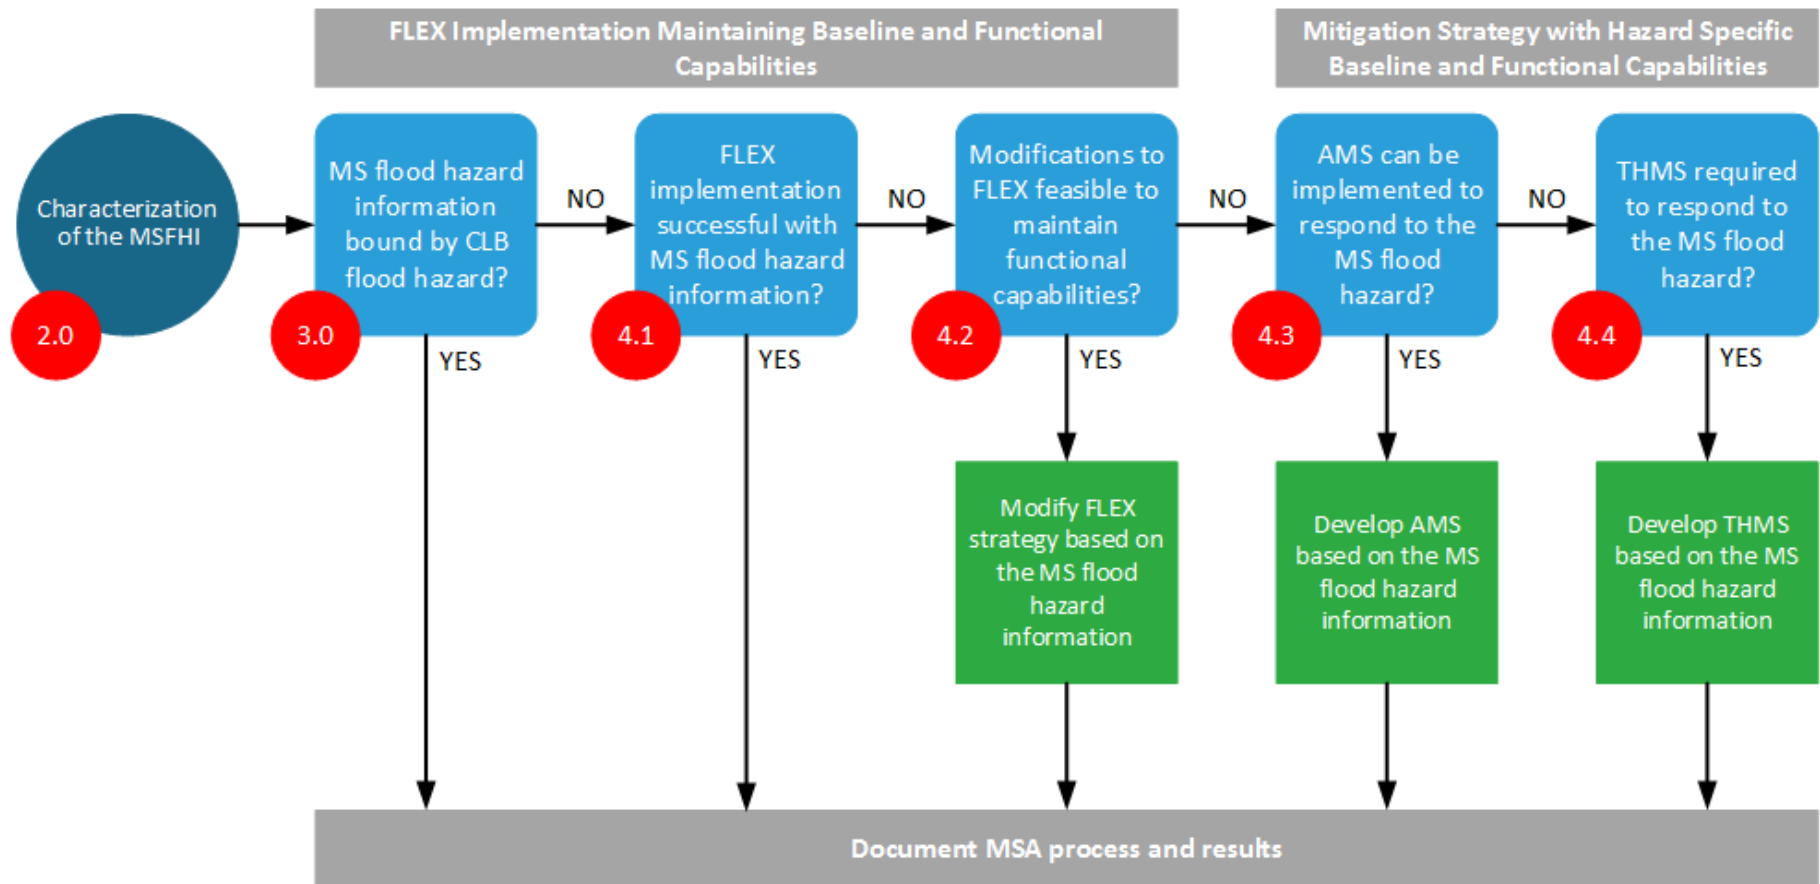 FLEX Implementation Maintaining Baseline and Functional
Capabilities
Mitigation Strategy with Hazard Specific
Baseline and Functional Capabilities
Characterization
of the MSFHI
2.0
MS flood hazard
information
bound by CLB
flood hazard?
3.0
NO
YES
FLEX
implementation
successful with
MS flood hazard
information?
4.1
NO
YES
Modifications to
FLEX feasible to
maintain
functional
capabilities?
4.2
NO
YES
AMS can be
implemented to
respond to the
MS flood
hazard?
4.3
NO
YES
THMS required
to respond to
the MS flood
hazard?
4.4
YES
Modify FLEX
strategy based on
the MS flood
hazard
information
Develop AMS
based on the MS
flood hazard
information
Develop THMS
based on the MS
flood hazard
information
Document MSA process and results